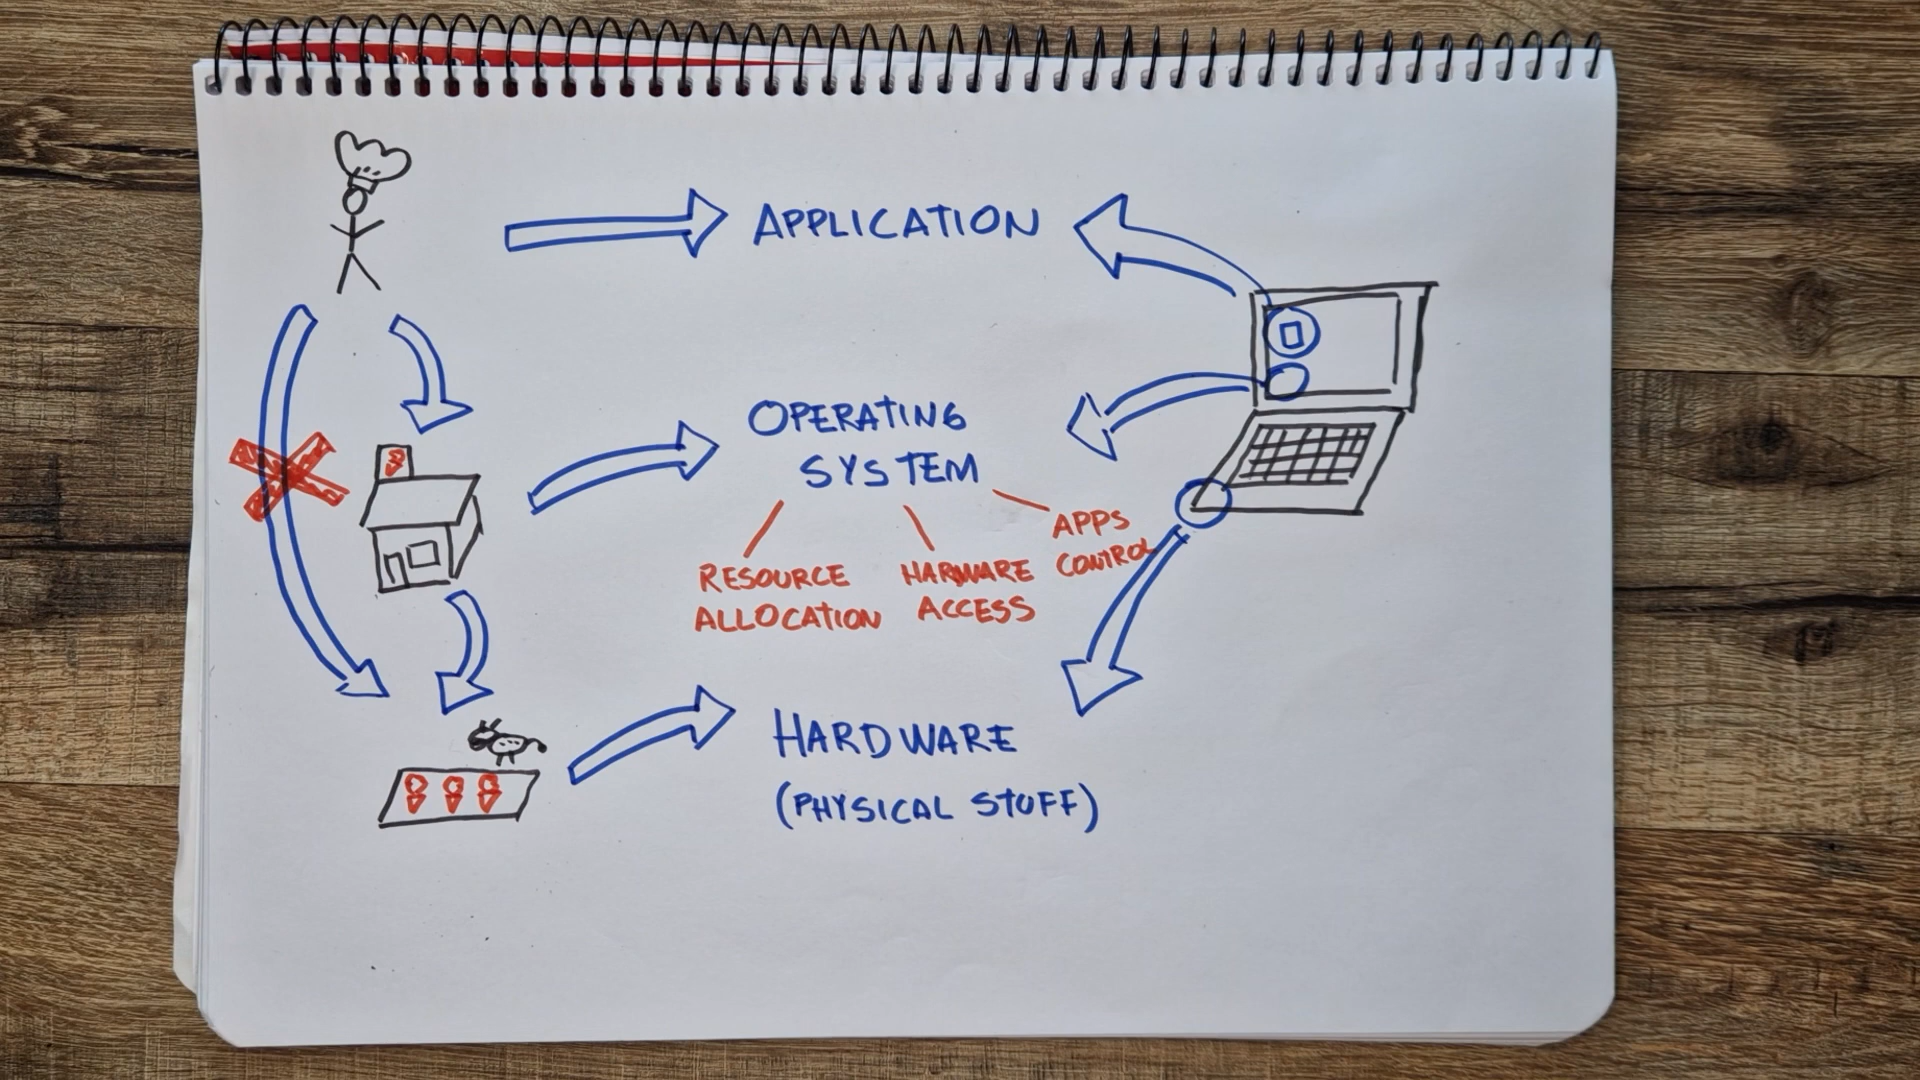 APPLICATION
OPERATING
SYSTEM
RESOURCE
ALLOCATION
HARWARE
ACCESS
APPS
CONTROL
HARDWARE
(PHYSICAL STUFF)